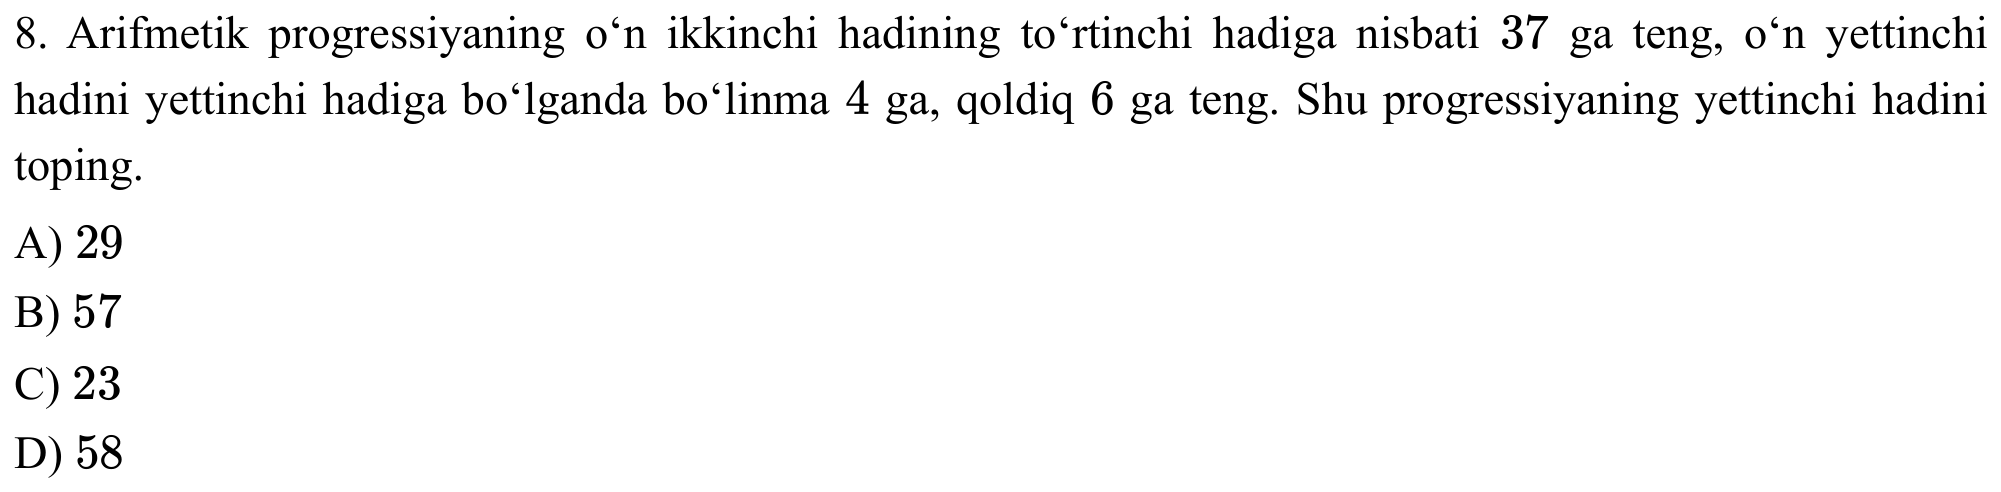 8. Arifmetik progressiyaning o‘n ikkinchi hadining to‘rtinchi hadiga nisbati 37 ga teng, o‘n yettinchi
hadini yettinchi hadiga bo‘lganda bo‘linma 4 ga, qoldiq 6 ga teng. Shu progressiyaning yettinchi hadini
toping.
A) 29
B) 57
C) 23
D) 58